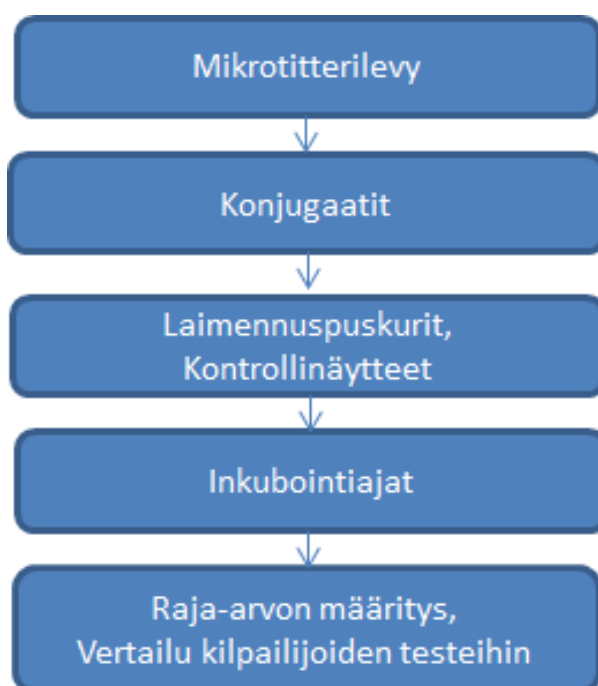 Mikrotitterilevy
Konjugaatit
Laimennuspuskurit,
Kontrollinäytteet
Inkubointiajat
Raja-arvon määritys,
Vertailu kilpailijoiden testeihin